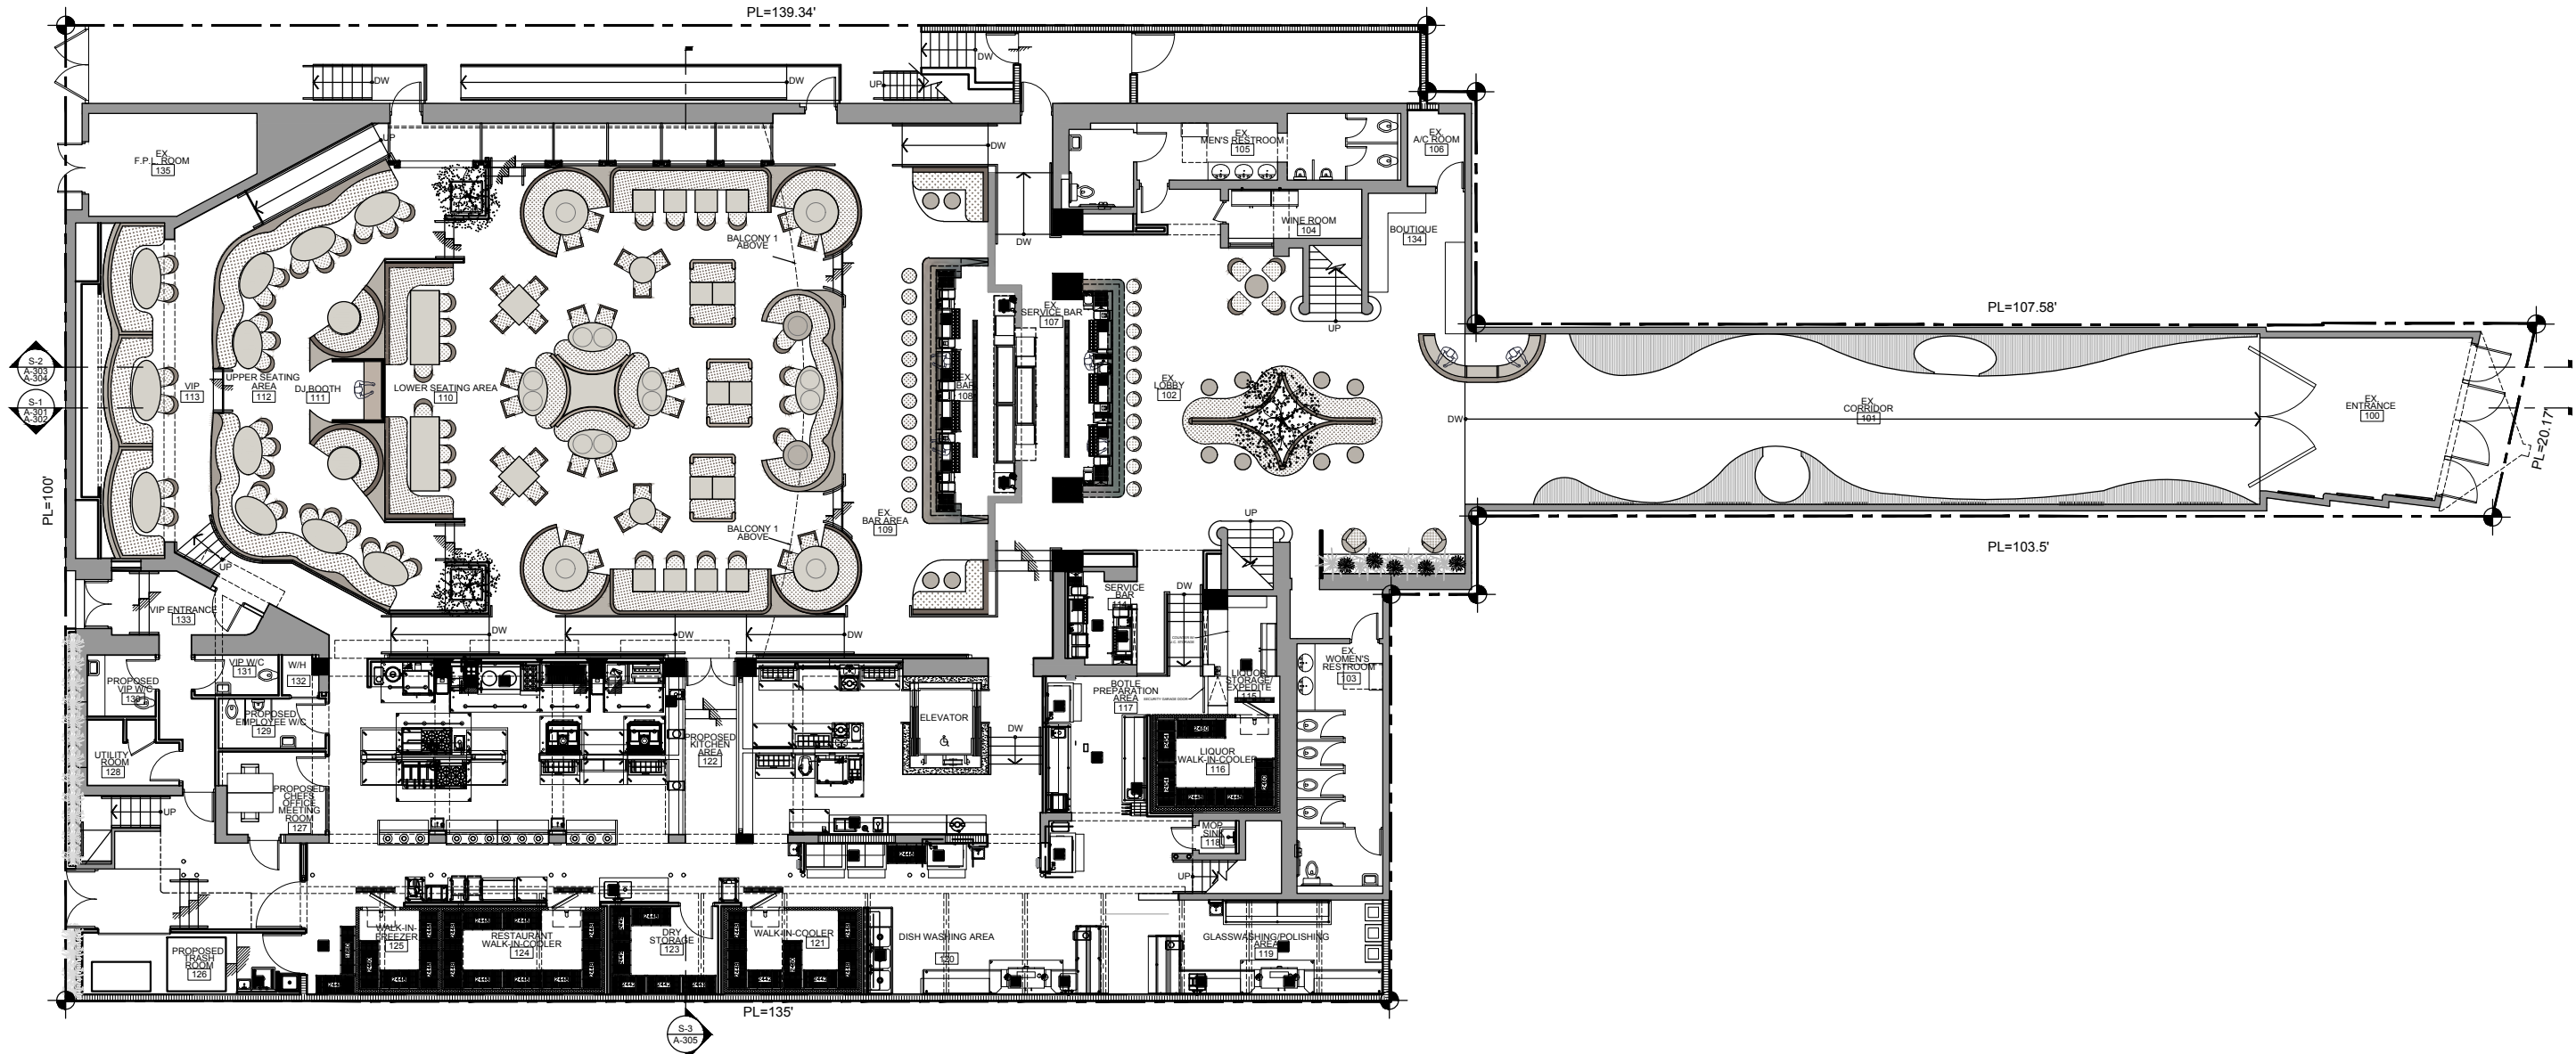 PL=139.34'
DW
DW
DW
UP
UP
EX.
F.P.L. ROOM
135
DW
EX.
MEN'S RESTROOM
105
EX.
A/C ROOM
106
WINE ROOM
104
BOUTIQUE
134
DW
BALCONY 1
ABOVE
UP
PL=107.58'
EX.
SERVICE BAR
107
S-2
A-303
A-304
S-1
A-301
A-302
VIP
113
UPPER SEATING
AREA
112
DJ BOOTH
111
LOWER SEATING AREA
110
EX.
BAR
108
EX.
LOBBY
102
DW
EX.
CORRIDOR
101
EX.
ENTRANCE
100
PL=20.17'
PL=100'
EX.
BAR AREA
109
BALCONY 1
ABOVE
UP
PL=103.5'
UP
VIP ENTRANCE
133
DW
DW
DW
SERVICE
BAR
114
DW
PROPOSED
VIP W/C
130
VIP W/C
131
W/H
132
PROPOSED
EMPLOYEE W/C
129
UTILITY
ROOM
128
PROPOSED
CHEFS
OFFICE
MEETING
ROOM
127
UP
PROPOSED
KITCHEN
AREA
122
ELEVATOR
DW
BOTLE
PREPARATION
AREA
117
LIQUOR
STORAGE/
EXPEDITE
115
EX.
WOMEN'S
RESTROOM
103
LIQUOR
WALK-IN-COOLER
116
MOP
SINK
118
UP
PROPOSED
TRASH
ROOM
126
WALK-IN-
FREEZER
125
RESTAURANT
WALK-IN-COOLER
124
DRY
STORAGE
123
WALK-IN-COOLER
121
DISH WASHING AREA
120
GLASSWASHING/POLISHING
AREA
119
PL=135'
S-3
A-305